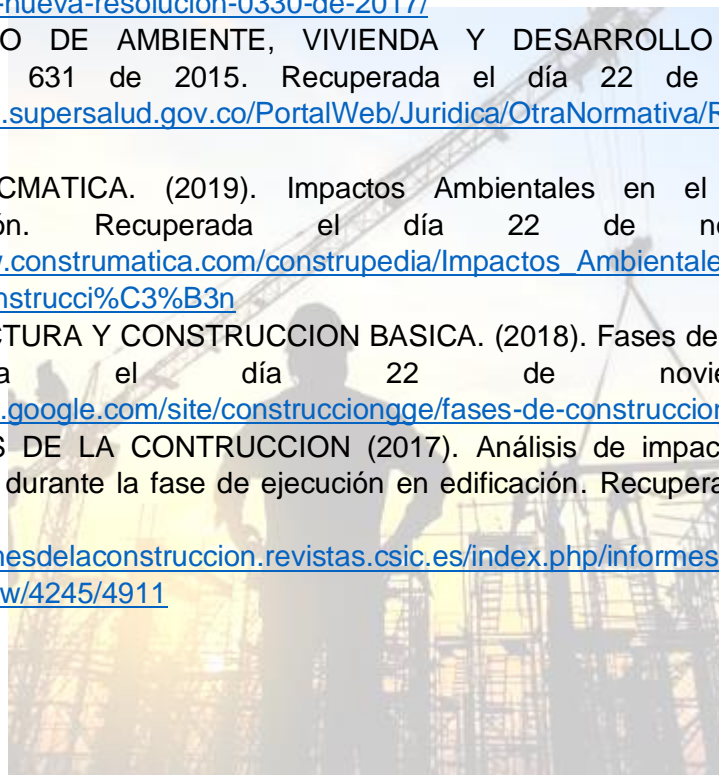 -nueva-resolucion-0330-de-2017/
O DE AMBIENTE, VIVIENDA Y DESARROLLO
631 de 2015. Recuperada el día 22 de
.supersalud.gov.co/PortalWeb/Juridica/OtraNormativa/R
CMATICA. (2019). Impactos Ambientales en el
ón. Recuperada el día 22 de no
.construmatica.com/construpedia/Impactos_Ambientale
nstrucci%C3%B3n
CTURA Y CONSTRUCCION BASICA. (2018). Fases de
a el día 22 de novie
.google.com/site/construcciongge/fases-de-construccion
S DE LA CONTRUCCION (2017). Análisis de impac
durante la fase de ejecución en edificación. Recupera
nesdelaconstruccion.revistas.csic.es/index.php/informes
w/4245/4911